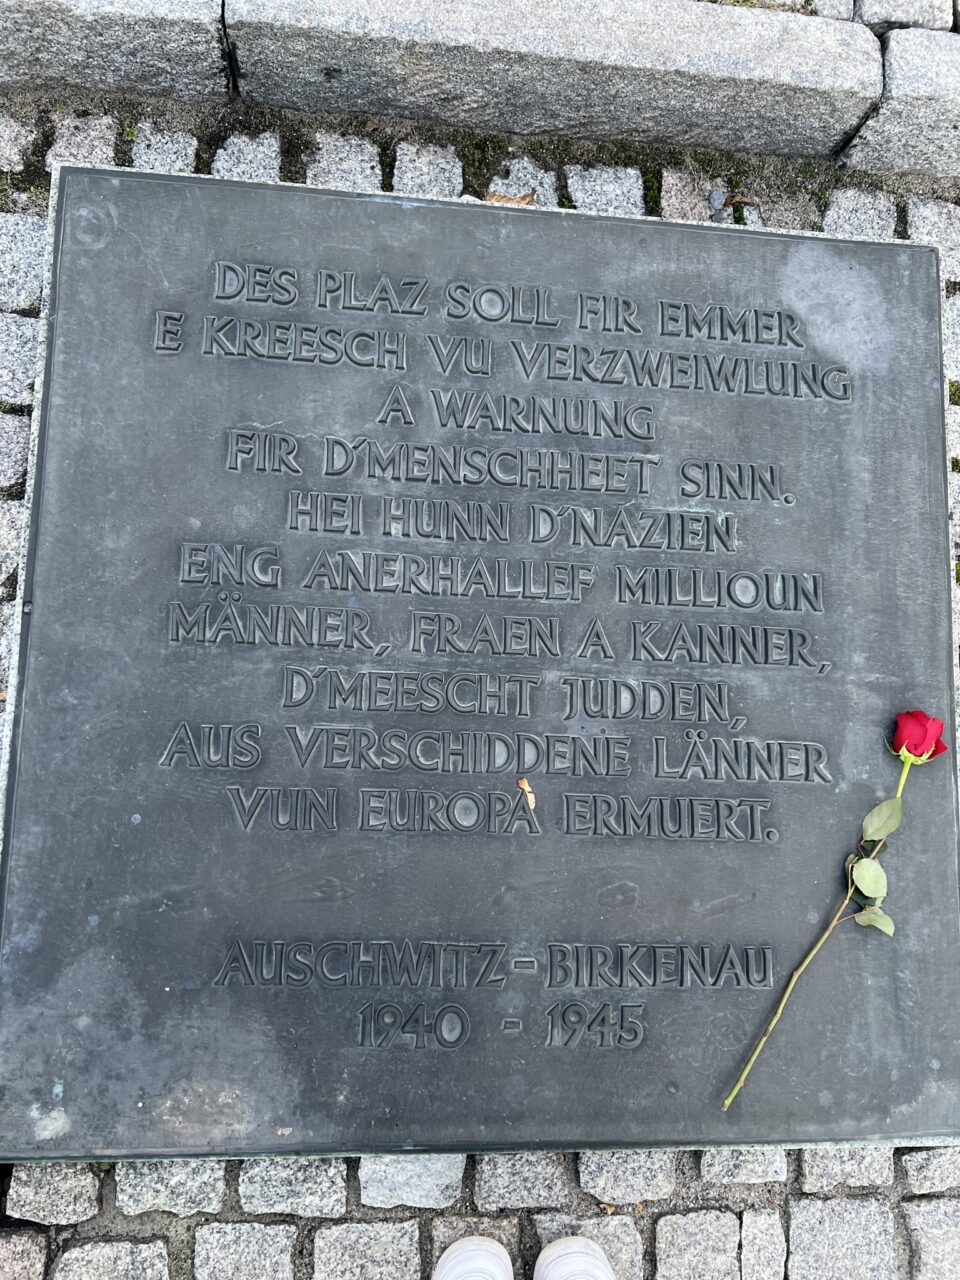 DES PLAZ SOLL FIR EMMER
E KREESCH VU VERZWEIWLUNG
A WARNUNG
FIR D'MENSCHHEET SINN.
HEI HUNN D'NAZIEN
ENG ANERHALLEF MILLIOUN
MÄNNER, FRAEN A KANNER,
D'MEESCHT JUDDEN,
AUS VERSCHIDDENE LÄNNER
VUN EUROPA ERMUERT.
AUSCHWITZ - BIRKENAU
1940 - 1945